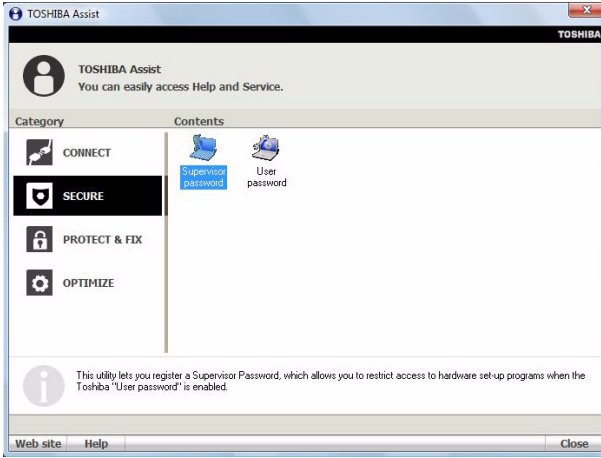 TOSHIBA Assist
TOSHIBA
TOSHIBA Assist
You can easily access Help and Service.
Category
Contents
CONNECT
SECURE
PROTECT & FIX
OPTIMIZE
Supervisor
password
User
password
This utility lets you register a Supervisor Password, which allows you to restrict access to hardware set-up programs when the
Toshiba "User password" is enabled.
Web site
Help
Close